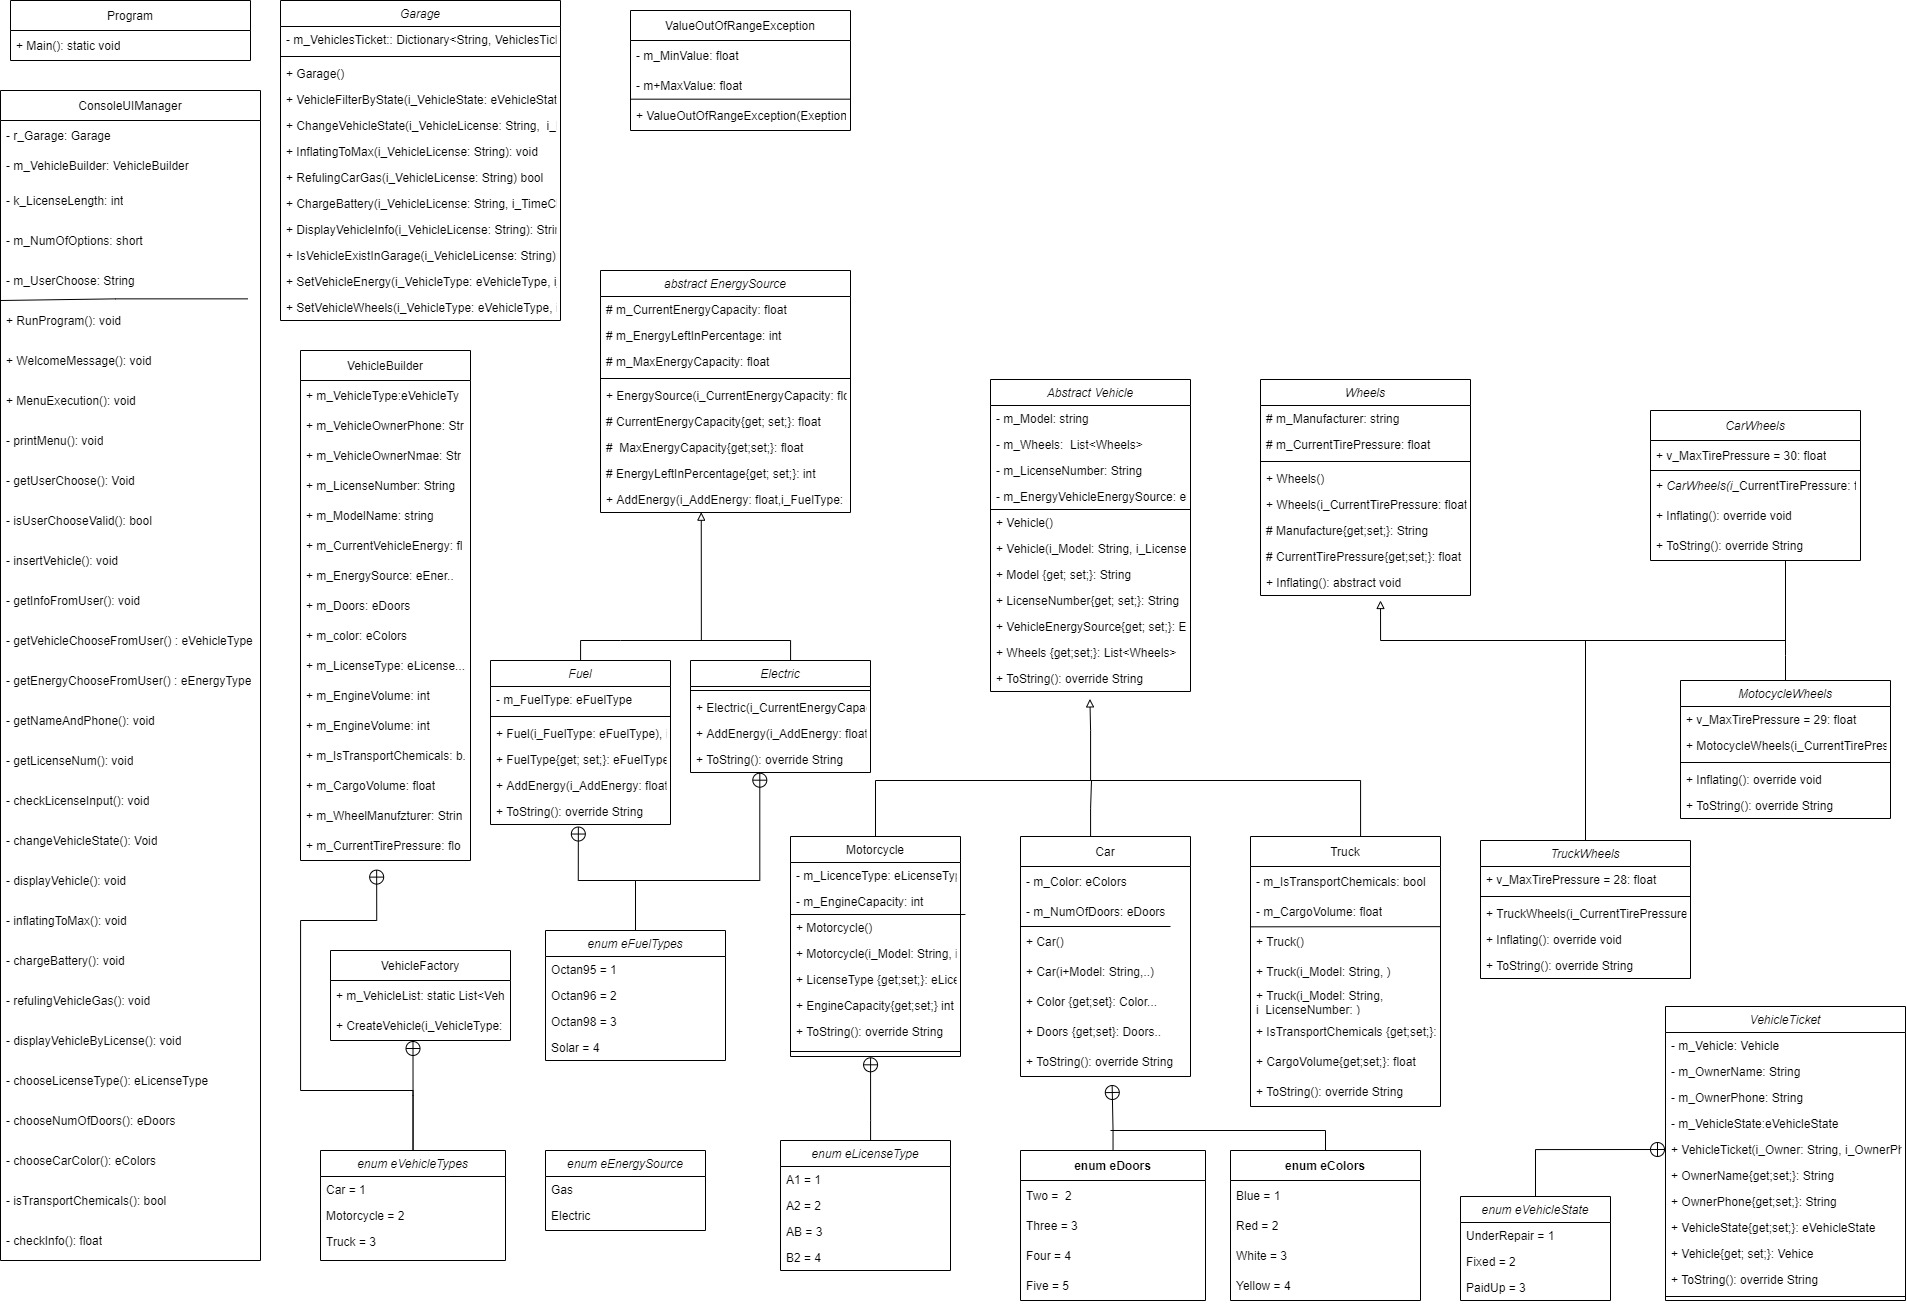 Program
+ Main(): static void
ConsoleUIManager
- r_Garage: Garage
- m_VehicleBuilder: VehicleBuilder
- k_LicenseLength: int
- m_NumOfOptions: short
- m_UserChoose: String
+ RunProgram(): void
+ WelcomeMessage(): void
+ MenuExecution(): void
- printMenu(): void
- getUserChoose(): Void
- isUserChooseValid(): bool
- insertVehicle(): void
- getInfoFromUser(): void
- getVehicleChooseFromUser() : eVehicleType
- getEnergyChooseFromUser() : eEnergyType
- getNameAndPhone(): void
- getLicenseNum(): void
- checkLicenseInput(): void
- changeVehicleState(): Void
- displayVehicle(): void
- inflatingToMax(): void
- chargeBattery(): void
- refulingVehicleGas(): void
- displayVehicleByLicense(): void
- chooseLicenseType(): eLicenseType
- chooseNumOfDoors(): eDoors
- chooseCarColor(): eColors
- isTransportChemicals(): bool
- checkInfo(): float
Garage
- m_VehiclesTicket:: Dictionary<String, VehiclesTicl
+ Garage()
+ VehicleFilterByState(i_VehicleState: eVehicleStat
+ ChangeVehicleState(i_VehicleLicense: String, i_
+ InflatingToMax(i_VehicleLicense: String): void
+ RefulingCarGas(i_VehicleLicense: String) bool
+ ChargeBattery(i_VehicleLicense: String, i_TimeC
+ DisplayVehicleInfo(i_VehicleLicense: String): Stri
+ IsVehicleExistInGarage(i_VehicleLicense: String)
+ SetVehicleEnergy(i_VehicleType: eVehicleType, i
+ SetVehicleWheels(i_VehicleType: eVehicleType, i
ValueOutOfRangeException
- m_MinValue: float
- m+MaxValue: float
+ ValueOutOfRangeException(Exeption
VehicleBuilder
+ m_VehicleType:eVehicleTy
+ m_VehicleOwnerPhone: Str
+ m_VehicleOwnerNmae: Str
+ m_LicenseNumber: String
+ m_ModelName: string
+ m_CurrentVehicleEnergy: fl
+ m_EnergySource: eEner..
+ m_Doors: eDoors
+ m_color: eColors
+ m_LicenseType: eLicense...
+ m_EngineVolume: int
+ m_EngineVolume: int
+ m_IsTransportChemicals: b.
+ m_CargoVolume: float
+ m_WheelManufzturer: Strin
+ m_CurrentTirePressure: flo
VehicleFactory
+ m_VehicleList: static List<Veh
+ CreateVehicle(i_VehicleType:
enum eVehicleTypes
Car = 1
Motorcycle = 2
Truck = 3
abstract EnergySource
# m_CurrentEnergyCapacity: float
# m_EnergyLeftInPercentage: int
# m_MaxEnergyCapacity: float
+ EnergySource(i_CurrentEnergyCapacity: flo
# CurrentEnergyCapacity{get; set;}: float
# MaxEnergyCapacity{get;set;}: float
# EnergyLeftInPercentage{get; set;}: int
+ AddEnergy(i_AddEnergy: float,i_FuelType:
Fuel
- m_FuelType: eFuelType
+ Fuel(i_FuelType: eFuelType),
+ FuelType{get; set;}: eFuelType
+ AddEnergy(i_AddEnergy: float
+ ToString(): override String
Electric
+ Electric(i_CurrentEnergyCapa
+ AddEnergy(i_AddEnergy: float
+ ToString(): override String
enum eFuelTypes
Octan95 = 1
Octan96 = 2
Octan98 = 3
Solar = 4
enum eEnergySource
Gas
Electric
Abstract Vehicle
- m_Model: string
- m_Wheels: List<Wheels>
- m_LicenseNumber: String
- m_EnergyVehicleEnergySource: e
+ Vehicle()
+ Vehicle(i_Model: String, i_License
+ Model {get; set;}: String
+ LicenseNumber{get; set;}: String
+ VehicleEnergySource{get; set;}: E
+ Wheels {get;set;}: List<Wheels>
+ ToString(): override String
Motorcycle
- m_LicenceType: eLicenseTyp
- m_EngineCapacity: int
+ Motorcycle()
+ Motorcycle(i_Model: String, i
+ LicenseType {get;set;}: eLice
+ EngineCapacity{get;set;} int
+ ToString(): override String
enum eLicenseType
A1 = 1
A2 = 2
AB = 3
B2 = 4
Car
- m_Color: eColors
- m_NumOfDoors: eDoors
+ Car()
+ Car(i+Model: String,..)
+ Color {get;set}: Color...
+ Doors {get;set}: Doors..
+ ToString(): override String
enum eDoors
Two = 2
Three = 3
Four = 4
Five = 5
enum eColors
Blue = 1
Red = 2
White = 3
Yellow = 4
Truck
- m_IsTransportChemicals: bool
- m_CargoVolume: float
+ Truck()
+ Truck(i_Model: String, )
+ Truck(i_Model: String,
i_LicenseNumber: )
+ IsTransportChemicals {get;set;}:
+ CargoVolume{get;set;}: float
+ ToString(): override String
Wheels
# m_Manufacturer: string
# m_CurrentTirePressure: float
+ Wheels()
+ Wheels(i_CurrentTirePressure: float
# Manufacture{get;set;}: String
# CurrentTirePressure{get;set;}: float
+ Inflating(): abstract void
CarWheels
+ v_MaxTirePressure = 30: float
+ CarWheels(i_CurrentTirePressure: f
+ Inflating(): override void
+ ToString(): override String
MotocycleWheels
+ v_MaxTirePressure = 29: float
+ MotocycleWheels(i_CurrentTirePres
+ Inflating(): override void
+ ToString(): override String
TruckWheels
+ v_MaxTirePressure = 28: float
+ TruckWheels(i_CurrentTirePressure
+ Inflating(): override void
+ ToString(): override String
VehicleTicket
- m_Vehicle: Vehicle
- m_OwnerName: String
- m_OwnerPhone: String
- m_VehicleState:eVehicleState
+ VehicleTicket(i_Owner: String, i_OwnerPh
+ OwnerName{get;set;}: String
+ OwnerPhone{get;set;}: String
+ VehicleState{get;set;}: eVehicleState
+ Vehicle{get; set;}: Vehice
+ ToString(): override String
enum eVehicleState
UnderRepair = 1
Fixed = 2
PaidUp = 3